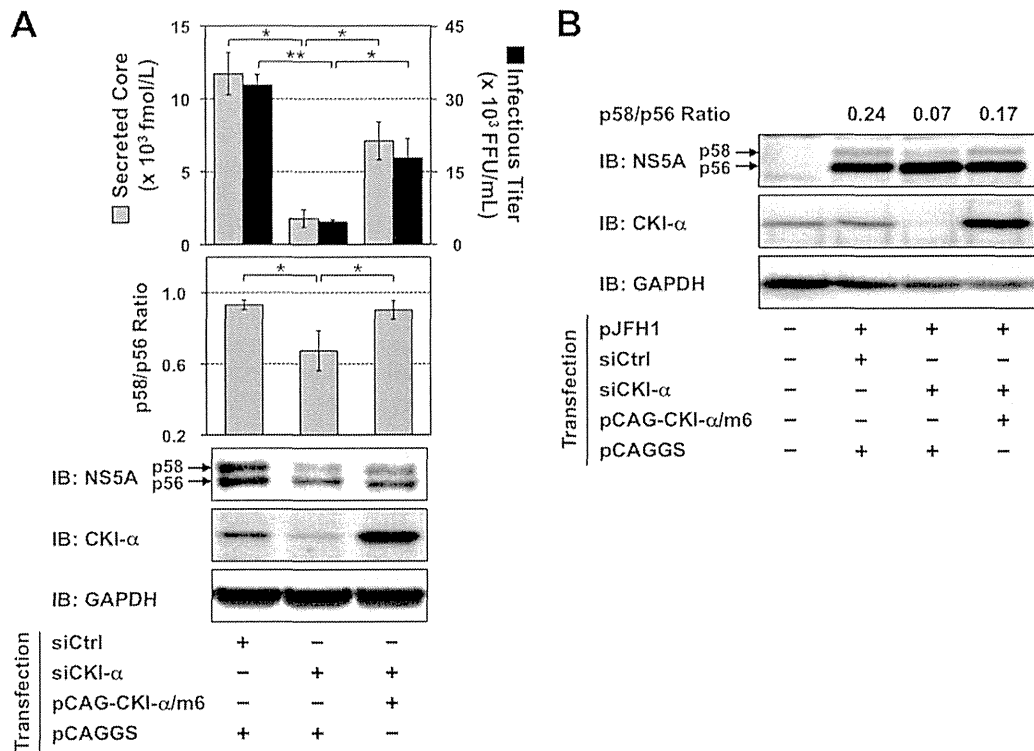 A
Secreted Core
(x 10³ fmol/L)
15
10
5
0
* *
** *
45
30
15
0
Infectious Titer
(x 10³ FFU/mL)
p58/p56 Ratio
1.0
0.6
0.2
* *
IB: NS5A
p58
p56
IB: CKI-α
IB: GAPDH
Transfection
siCtrl + – –
siCKI-α – + +
pCAG-CKI-α/m6 – – +
pCAGGS + + –
B
p58/p56 Ratio 0.24 0.07 0.17
IB: NS5A
p58
p56
IB: CKI-α
IB: GAPDH
Transfection
pJFH1 – + + +
siCtrl – + – –
siCKI-α – – + +
pCAG-CKI-α/m6 – – – +
pCAGGS – + + –